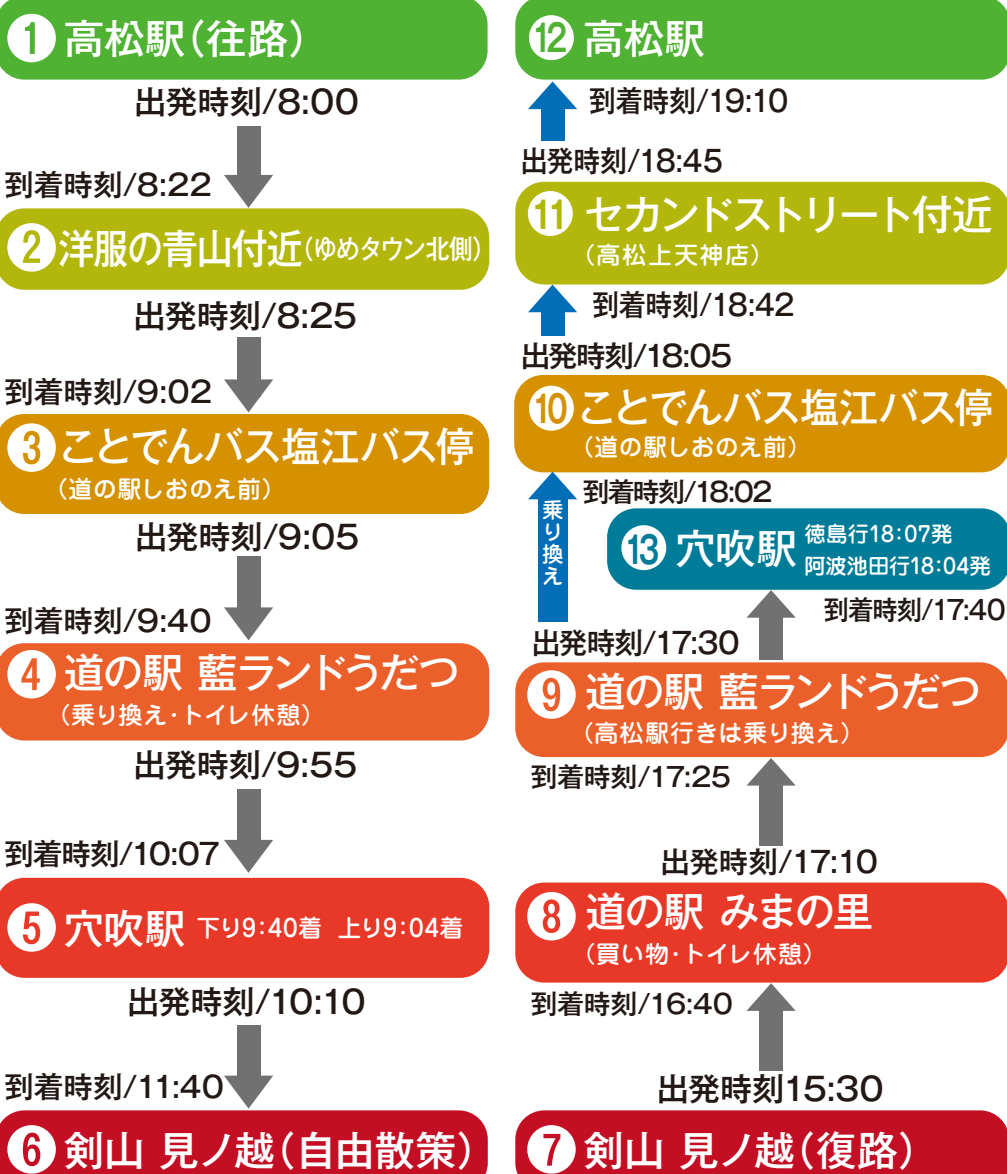 ① 高松駅（往路）
出発時刻/8:00
到着時刻/8:22
② 洋服の青山付近（ゆめタウン北側）
出発時刻/8:25
到着時刻/9:02
③ ことでんバス塩江バス停
（道の駅しおのえ前）
出発時刻/9:05
到着時刻/9:40
④ 道の駅 藍ランドうだつ
（乗り換え・トイレ休憩）
出発時刻/9:55
到着時刻/10:07
⑤ 穴吹駅 下り9:40着 上り9:04着
出発時刻/10:10
到着時刻/11:40
⑥ 剣山 見ノ越（自由散策）
⑦ 剣山 見ノ越（復路）
出発時刻15:30
到着時刻/16:40
⑧ 道の駅 みまの里
（買い物・トイレ休憩）
出発時刻/17:10
到着時刻/17:25
⑨ 道の駅 藍ランドうだつ
（高松駅行きは乗り換え）
出発時刻/17:30
到着時刻/17:40
⑬ 穴吹駅
徳島行18:07発
阿波池田行18:04発
乗り換え
到着時刻/18:02
⑩ ことでんバス塩江バス停
（道の駅しおのえ前）
出発時刻/18:05
到着時刻/18:42
⑪ セカンドストリート付近
（高松上天神店）
出発時刻/18:45
到着時刻/19:10
⑫ 高松駅